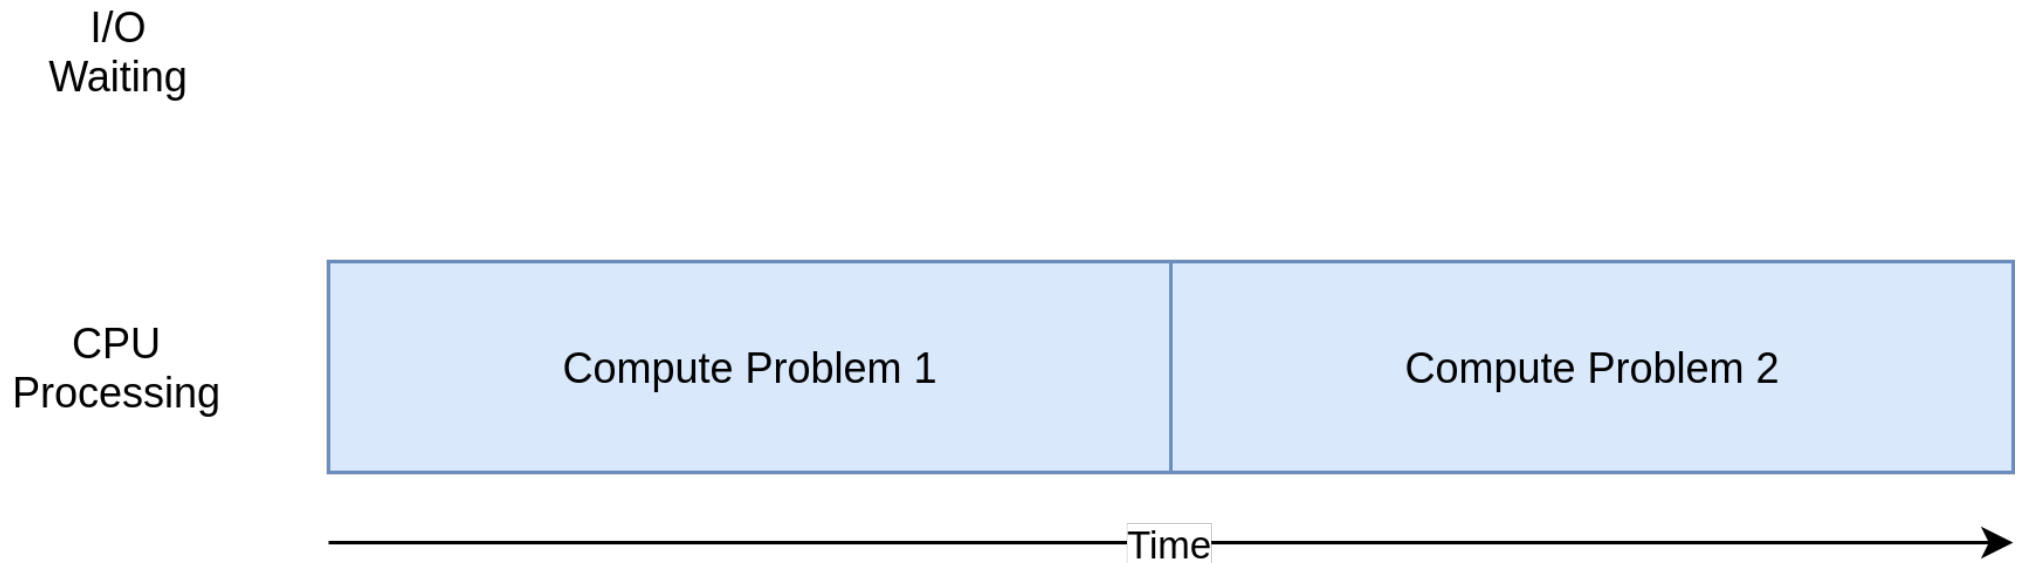 I/O
Waiting
CPU
Processing
Compute Problem 1
Compute Problem 2
Time